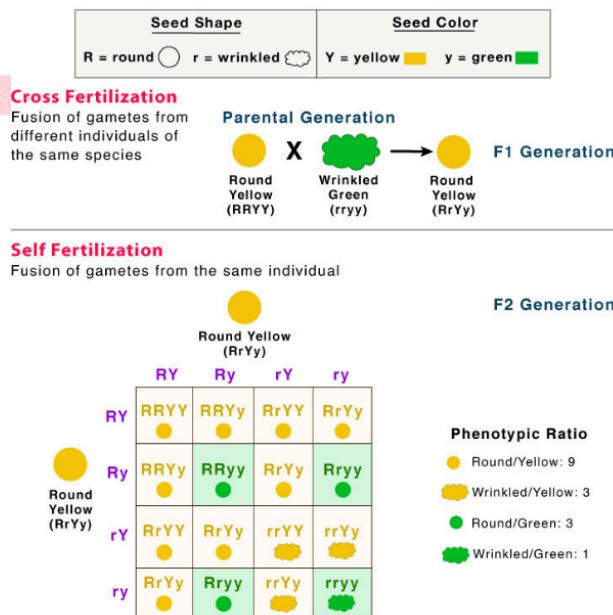 Seed Shape
Seed Color
R = round
r = wrinkled
Y = yellow
y = green
Cross Fertilization
Fusion of gametes from
different individuals of
the same species
Parental Generation
X
F1 Generation
Round
Yellow
(RRYY)
Wrinkled
Green
(rryy)
Round
Yellow
(RrYy)
Self Fertilization
Fusion of gametes from the same individual
F2 Generation
Round Yellow
(RrYy)
RY Ry rY ry
RY RRYY RRYy RrYY RrYy
Ry RRYy RRyy RrYy Rryy
rY RrYY RrYy rrYY rrYy
ry RrYy Rryy rrYy rryy
Round
Yellow
(RrYy)
Phenotypic Ratio
Round/Yellow: 9
Wrinkled/Yellow: 3
Round/Green: 3
Wrinkled/Green: 1